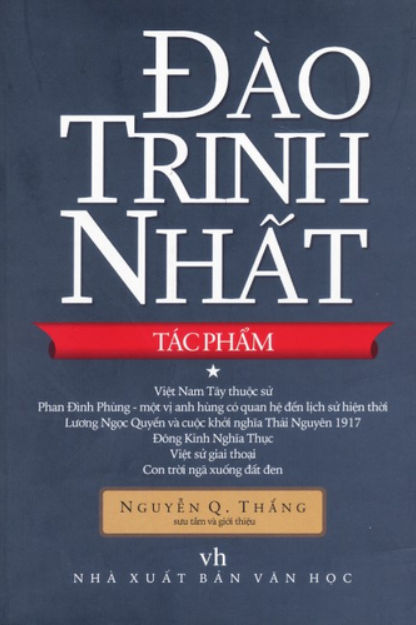 ĐÀO
TRINH
NHẤT
TÁC PHẨM
Việt Nam Tây thuộc sử
Phan Đình Phùng - một vị anh hùng có quan hệ đến lịch sử hiện thời
Lương Ngọc Quyến và cuộc khởi nghĩa Thái Nguyên 1917
Đông Kinh Nghĩa Thục
Việt sử giai thoại
Con trời ngã xuống đất đen
NGUYỄN Q. THẮNG
sưu tầm và giới thiệu
vh
NHÀ XUẤT BẢN VĂN HỌC